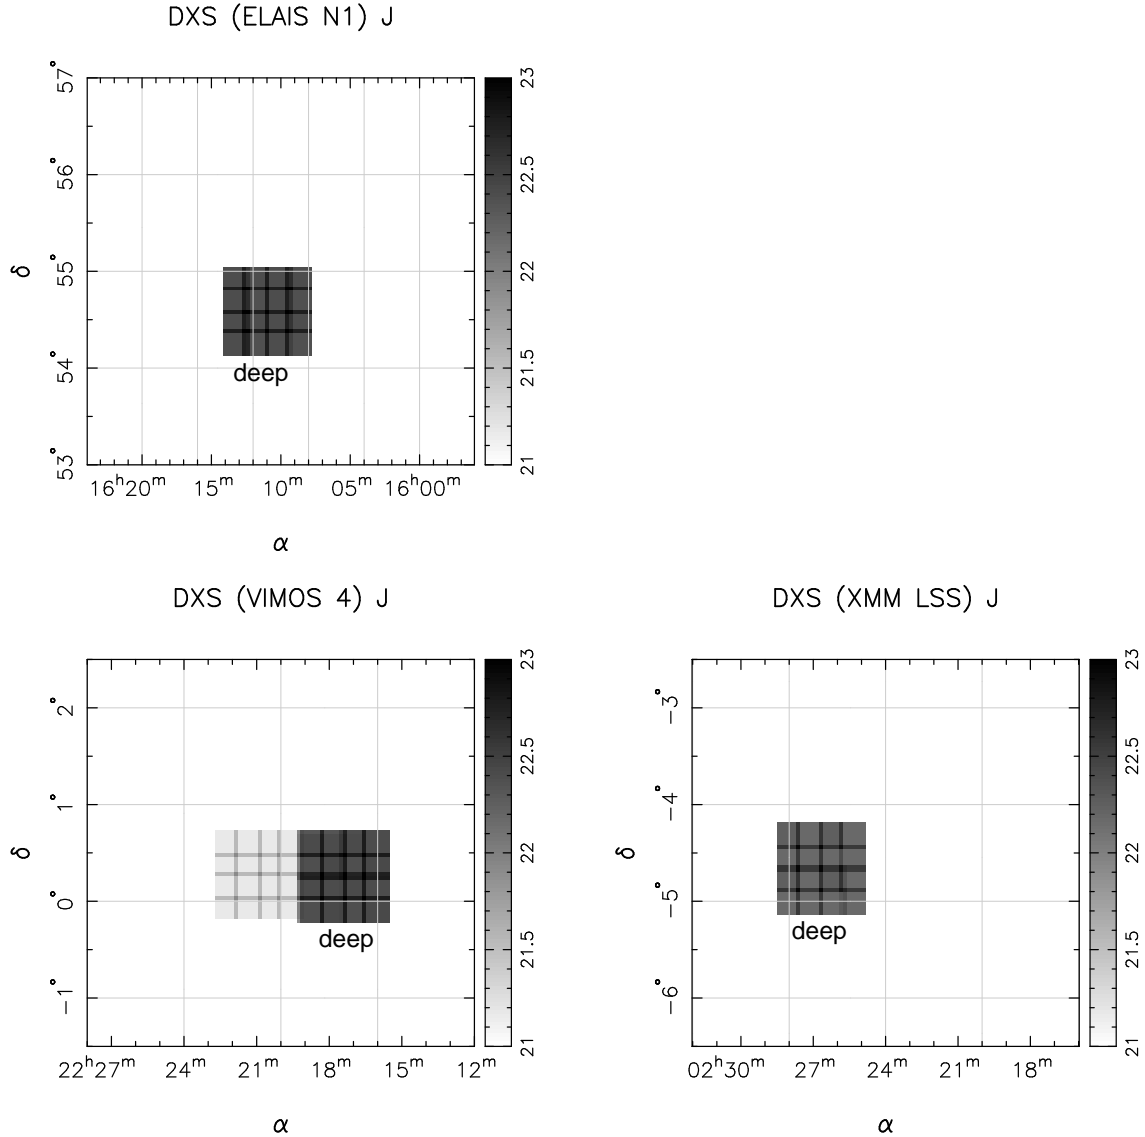 DXS (ELAIS N1) J
57°
56°
55°
54°
53°
δ
deep
23
22.5
22
21.5
21
16ʰ20ᵐ 15ᵐ 10ᵐ 05ᵐ 16ʰ00ᵐ
α
DXS (VIMOS 4) J
2°
1°
0°
−1°
δ
deep
23
22.5
22
21.5
21
22ʰ27ᵐ 24ᵐ 21ᵐ 18ᵐ 15ᵐ 12ᵐ
α
DXS (XMM LSS) J
−3°
−4°
−5°
−6°
δ
deep
23
22.5
22
21.5
21
02ʰ30ᵐ 27ᵐ 24ᵐ 21ᵐ 18ᵐ
α